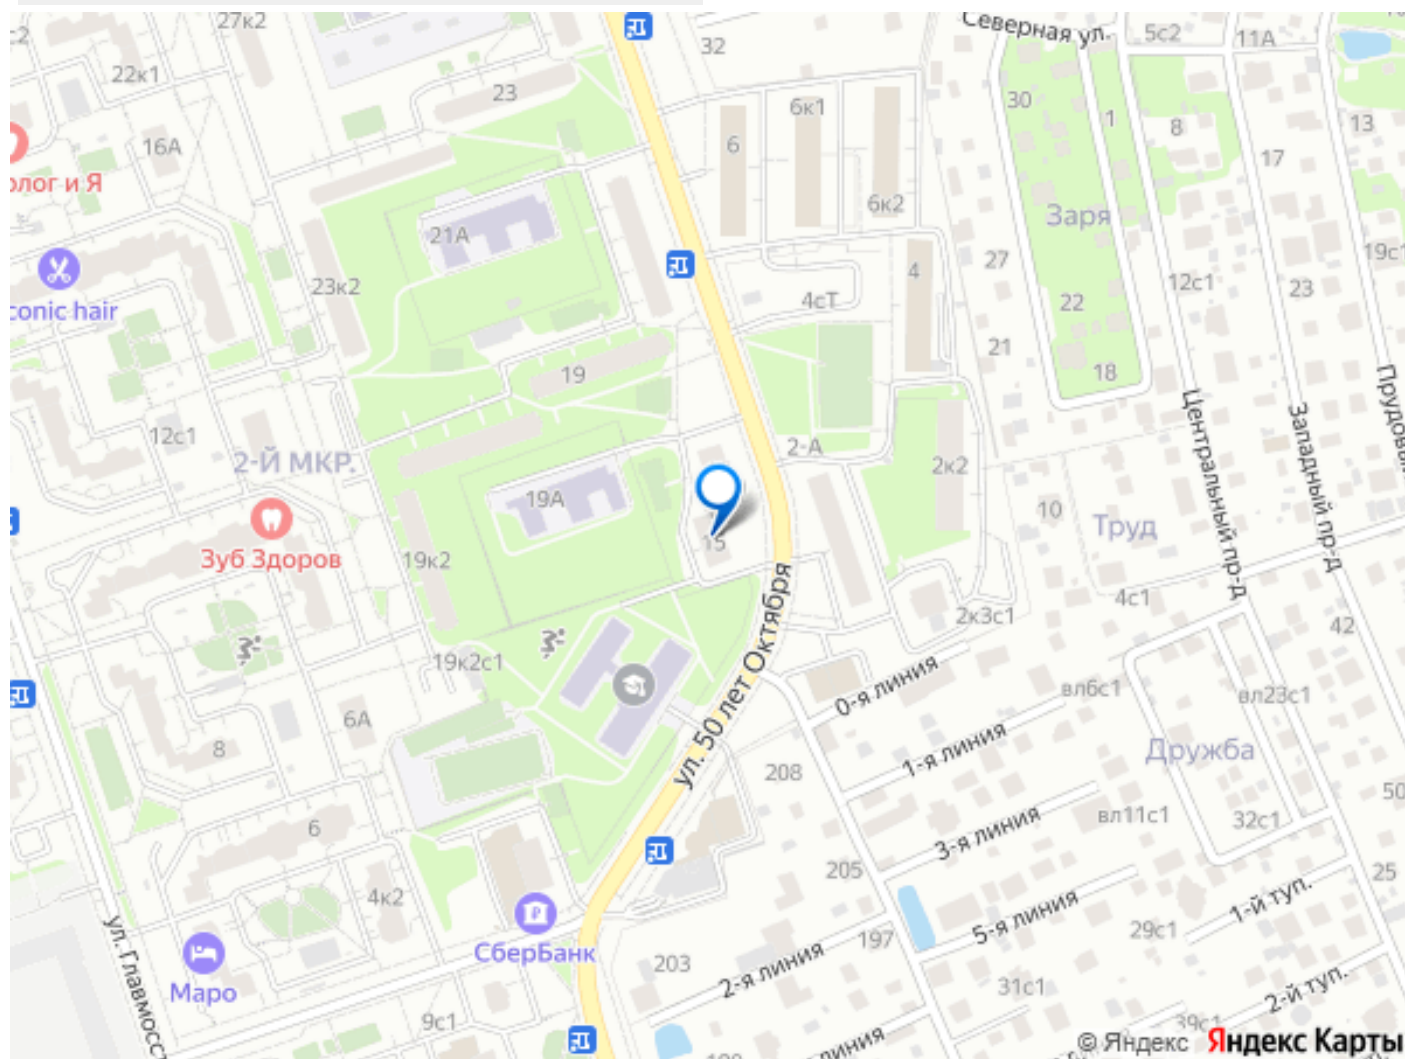 Северная ул.
27к2
32
5с2
11А
с2
22к1
23
6к1
30
1
8
13
16А
6
17
олог и Я
6к2
Заря
21А
4
27
19с1
23к2
conic hair
4сТ
22
12с1
23
21
19
18
Прудовый
12с1
2-А
Центральный пр-д
Западный пр-д
2-Й МКР.
2к2
19А
10
Труд
Зуб Здоров
19к2
15
ул. 50 лет Октября
4с1
2к3с1
42
19к2с1
0-я линия
вл6с1
вл23с1
6А
8
1-я линия
Дружба
208
50
6
3-я линия
вл11с1
32с1
205
25
4к2
5-я линия
1-й туп.
ул. Главмосс
СберБанк
197
29с1
Маро
203
2-я линия
31с1
2-й туп.
9с1
39с1
линия
© Яндекс Яндекс Карты